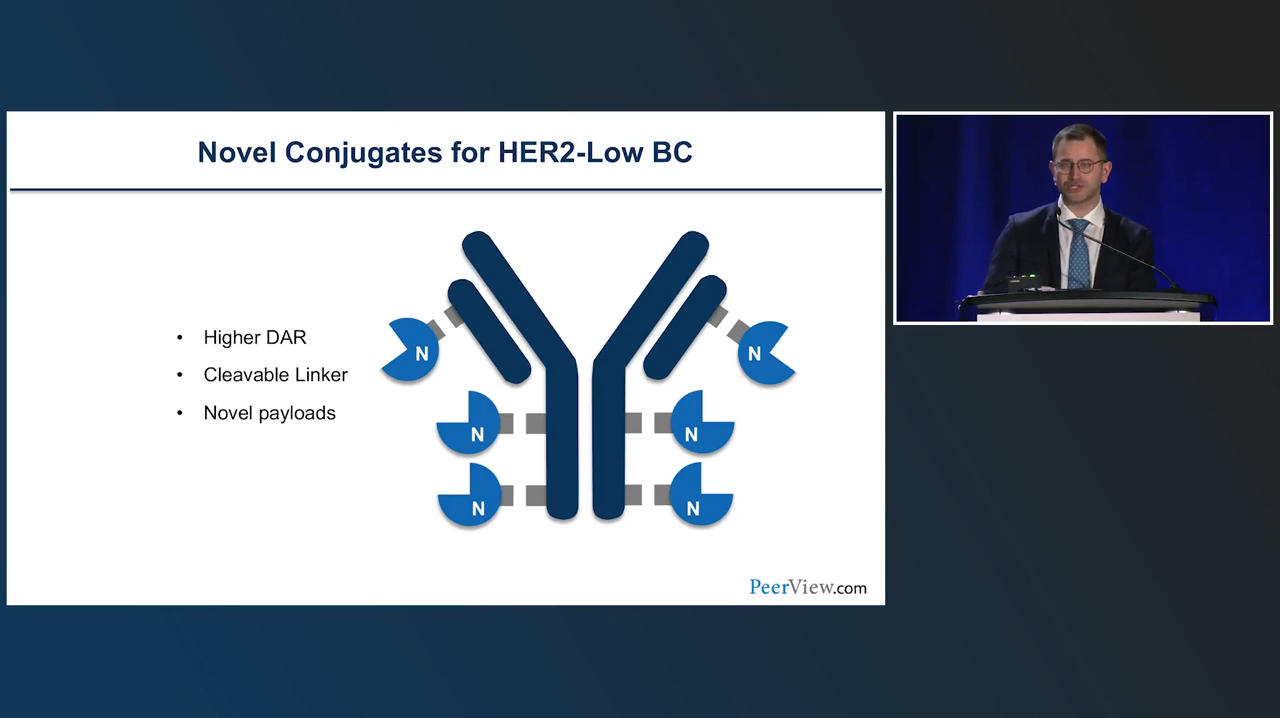 Novel Conjugates for HER2-Low BC
• Higher DAR
• Cleavable Linker
• Novel payloads
N
N
N
N
N
N
PeerView.com